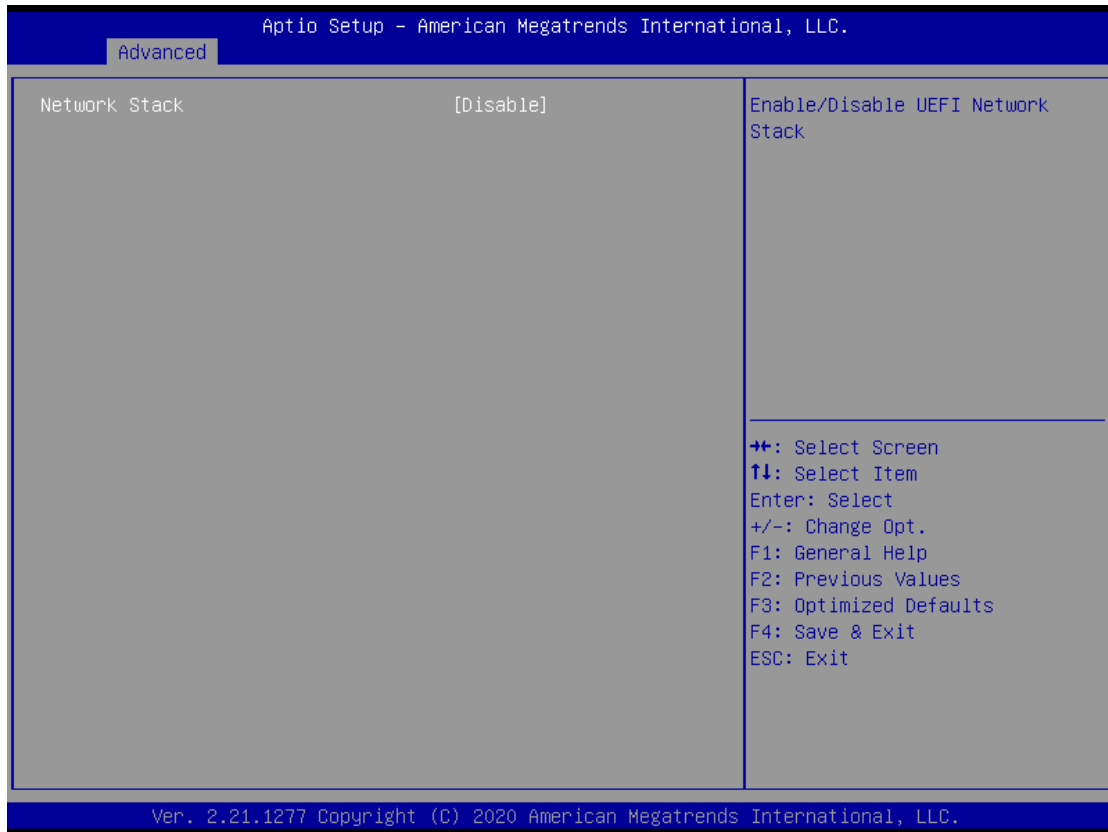 Aptio Setup – American Megatrends International, LLC.
Advanced
Network Stack [Disable]
Enable/Disable UEFI Network
Stack
→←: Select Screen
↑↓: Select Item
Enter: Select
+/-: Change Opt.
F1: General Help
F2: Previous Values
F3: Optimized Defaults
F4: Save & Exit
ESC: Exit
Ver. 2.21.1277 Copyright (C) 2020 American Megatrends International, LLC.